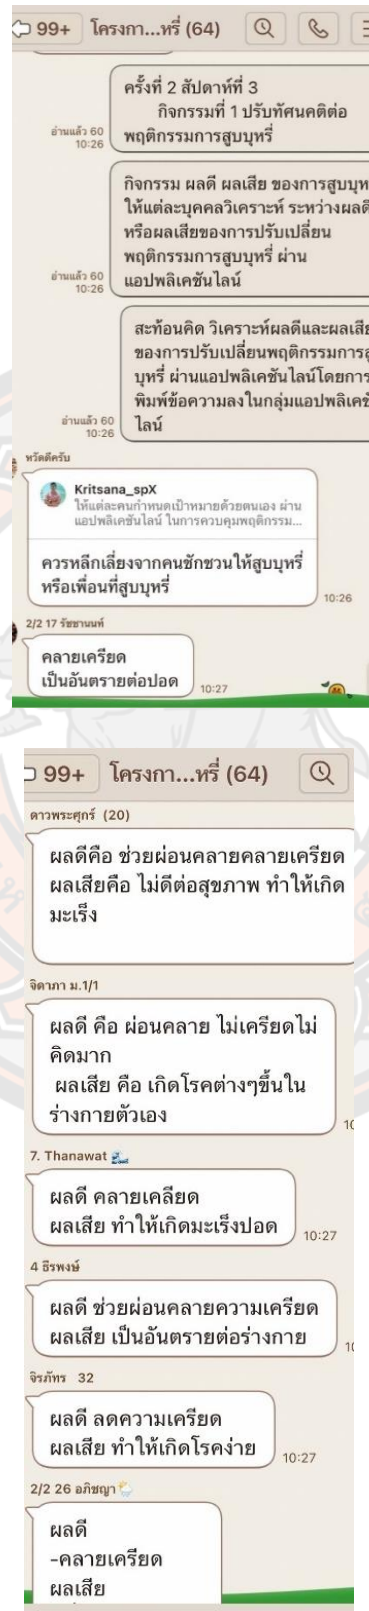 99+ โครงกา...หรี่ (64)
ครั้งที่ 2 สัปดาห์ที่ 3
กิจกรรมที่ 1 ปรับทัศนคติต่อ
พฤติกรรมการสูบบุหรี่
อ่านแล้ว 60
10:26
กิจกรรม ผลดี ผลเสีย ของการสูบบุห
ให้แต่ละบุคคลวิเคราะห์ ระหว่างผลดี
หรือผลเสียของการปรับเปลี่ยน
พฤติกรรมการสูบบุหรี่ ผ่าน
แอปพลิเคชันไลน์
อ่านแล้ว 60
10:26
สะท้อนคิด วิเคราะห์ผลดีและผลเสีย
ของการปรับเปลี่ยนพฤติกรรมการสู
บุหรี่ ผ่านแอปพลิเคชันไลน์โดยการ
พิมพ์ข้อความลงในกลุ่มแอปพลิเคชั
ไลน์
อ่านแล้ว 60
10:26
หวัดดีครับ
Kritsana_spX
ให้แต่ละคนกำหนดเป้าหมายด้วยตนเอง ผ่าน
แอปพลิเคชันไลน์ ในการควบคุมพฤติกรรม...
ควรหลีกเลี่ยงจากคนชักชวนให้สูบบุหรี่
หรือเพื่อนที่สูบบุหรี่
10:26
2/2 17 รัชชานนท์
คลายเครียด
เป็นอันตรายต่อปอด
10:27
99+ โครงกา...หรี่ (64)
ดาวพระศุกร์ (20)
ผลดีคือ ช่วยผ่อนคลายคลายเครียด
ผลเสียคือ ไม่ดีต่อสุขภาพ ทำให้เกิด
มะเร็ง
จิดาภา ม.1/1
ผลดี คือ ผ่อนคลาย ไม่เครียดไม่
คิดมาก
ผลเสีย คือ เกิดโรคต่างๆขึ้นใน
ร่างกายตัวเอง
7. Thanawat
ผลดี คลายเคลียด
ผลเสีย ทำให้เกิดมะเร็งปอด
10:27
4 ธีรพงษ์
ผลดี ช่วยผ่อนคลายความเครียด
ผลเสีย เป็นอันตรายต่อร่างกาย
จิรภัทร 32
ผลดี ลดความเครียด
ผลเสีย ทำให้เกิดโรคง่าย
10:27
2/2 26 อภิชญา
ผลดี
-คลายเครียด
ผลเสีย